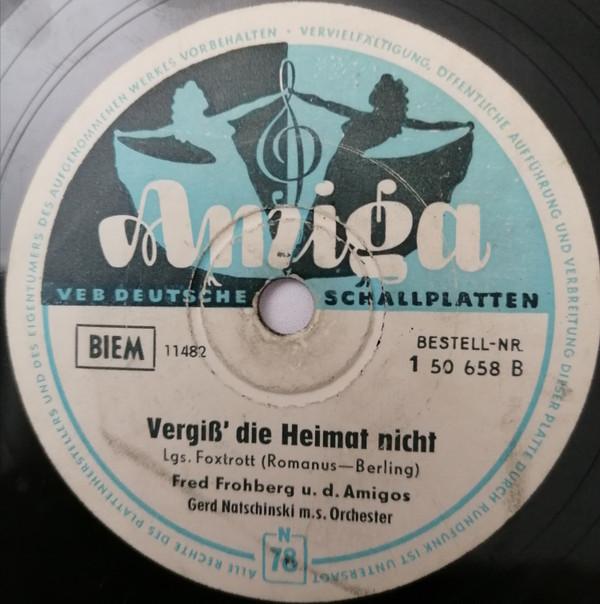 ALLE RECHTE DES PLATTENHERSTELLERS UND DES EIGENTUMERS DES AUFGENOMMENEN WERKES VORBEHALTEN · VERVIELFÄLTIGUNG, ÖFFENTLICHE AUFFÜHRUNG UND VERBREITUNG DIESER PLATTE DURCH RUNDFUNK IST UNTERSAGT
Amiga
VEB DEUTSCHE SCHALLPLATTEN
BIEM 11482
BESTELL-NR.
1 50 658 B
Vergiß' die Heimat nicht
Lgs. Foxtrott (Romanus—Berling)
Fred Frohberg u. d. Amigos
Gerd Natschinski m. s. Orchester
N
78